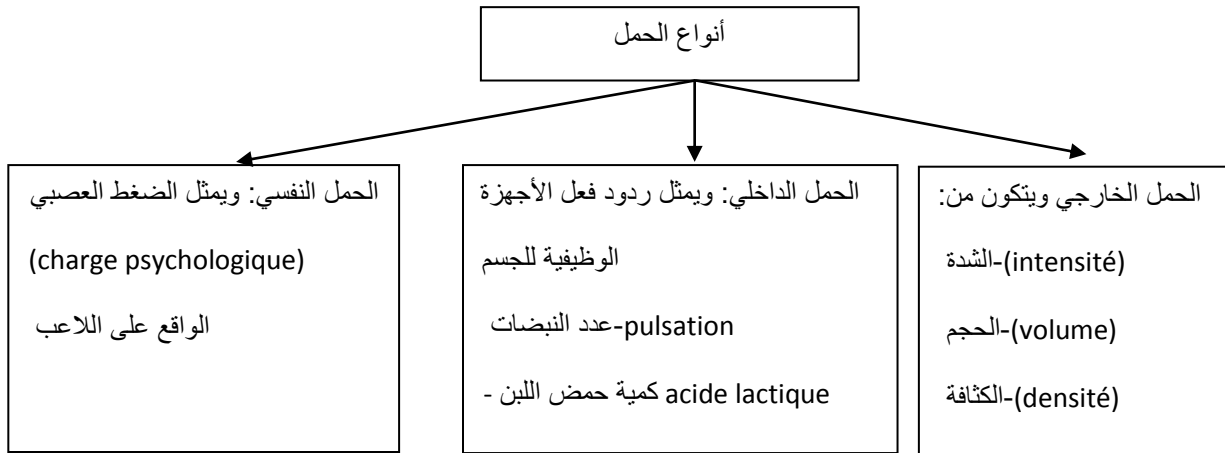 أنواع الحمل
الحمل الخارجي ويتكون من:
-الشدة(intensité)
-الحجم(volume)
-الكثافة(densité)
الحمل الداخلي: ويمثل ردود فعل الأجهزة
الوظيفية للجسم
-عدد النبضات pulsation
- كمية حمض اللبن acide lactique
الحمل النفسي: ويمثل الضغط العصبي
(charge psychologique)
الواقع على اللاعب